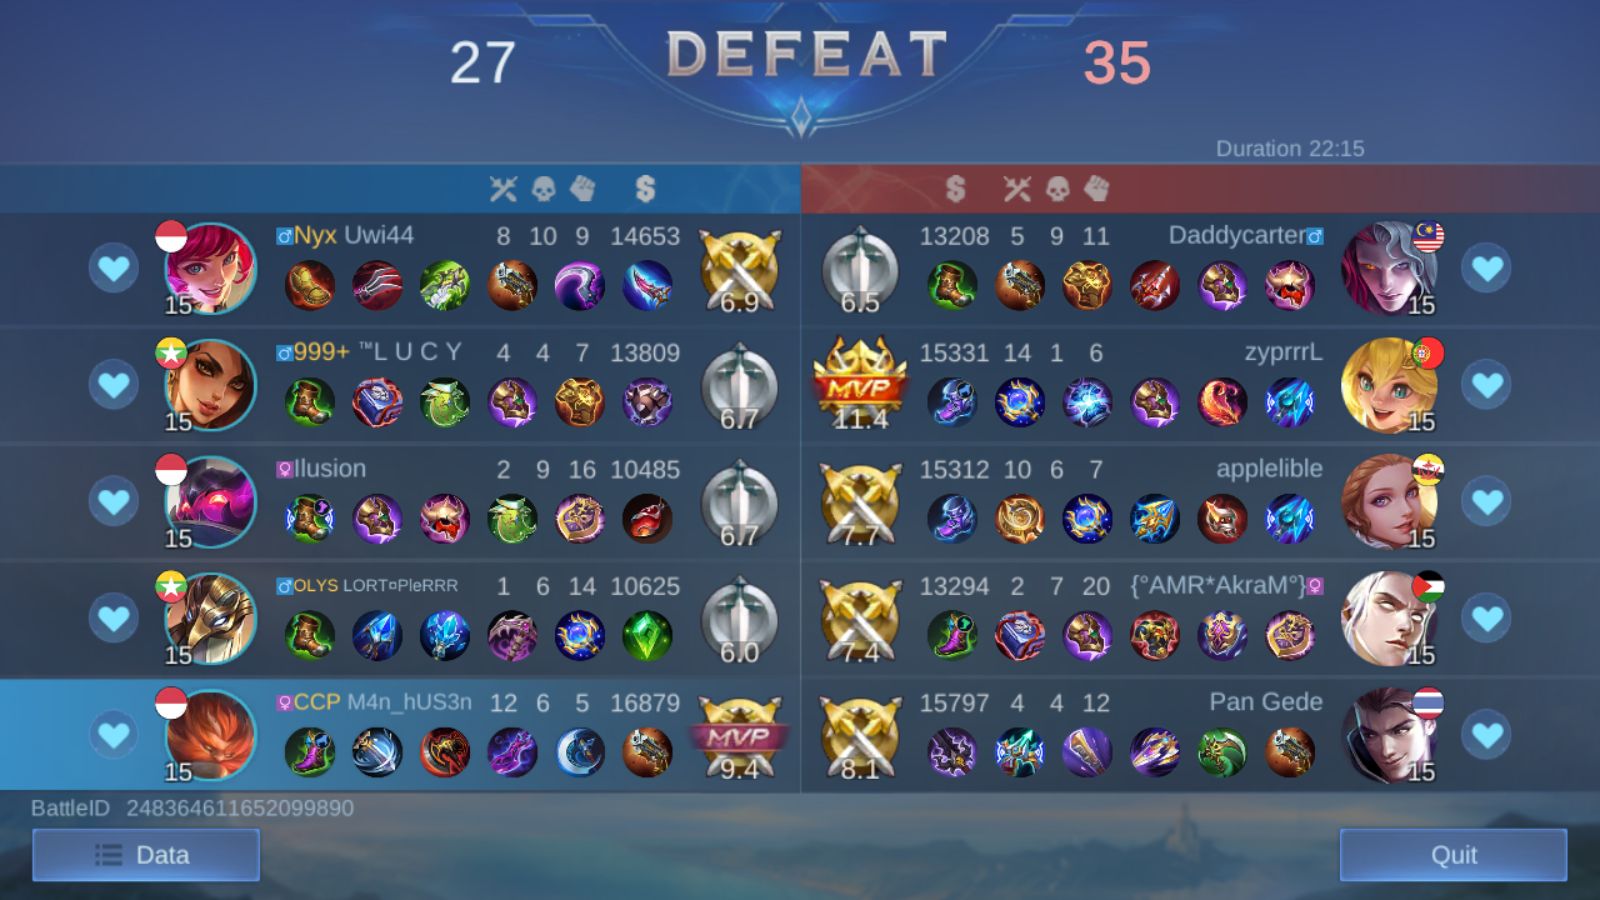 27 DEFEAT 35
Duration 22:15
Nyx Uwi44 8 10 9 14653
15 6.9
13208 5 9 11 Daddycarter
6.5 15
999+ ™L U C Y 4 4 7 13809
15 6.7
15331 14 1 6 zyprrrL
MVP
11.4 15
Ilusion 2 9 16 10485
15 6.7
15312 10 6 7 applelible
7.7 15
OLYS LORT¤PleRRR 1 6 14 10625
15 6.0
13294 2 7 20 {°AMR*AkraM°}
7.4 15
CCP M4n_hUS3n 12 6 5 16879
MVP
15 9.4
15797 4 4 12 Pan Gede
8.1 15
BattleID 248364611652099890
Data
Quit